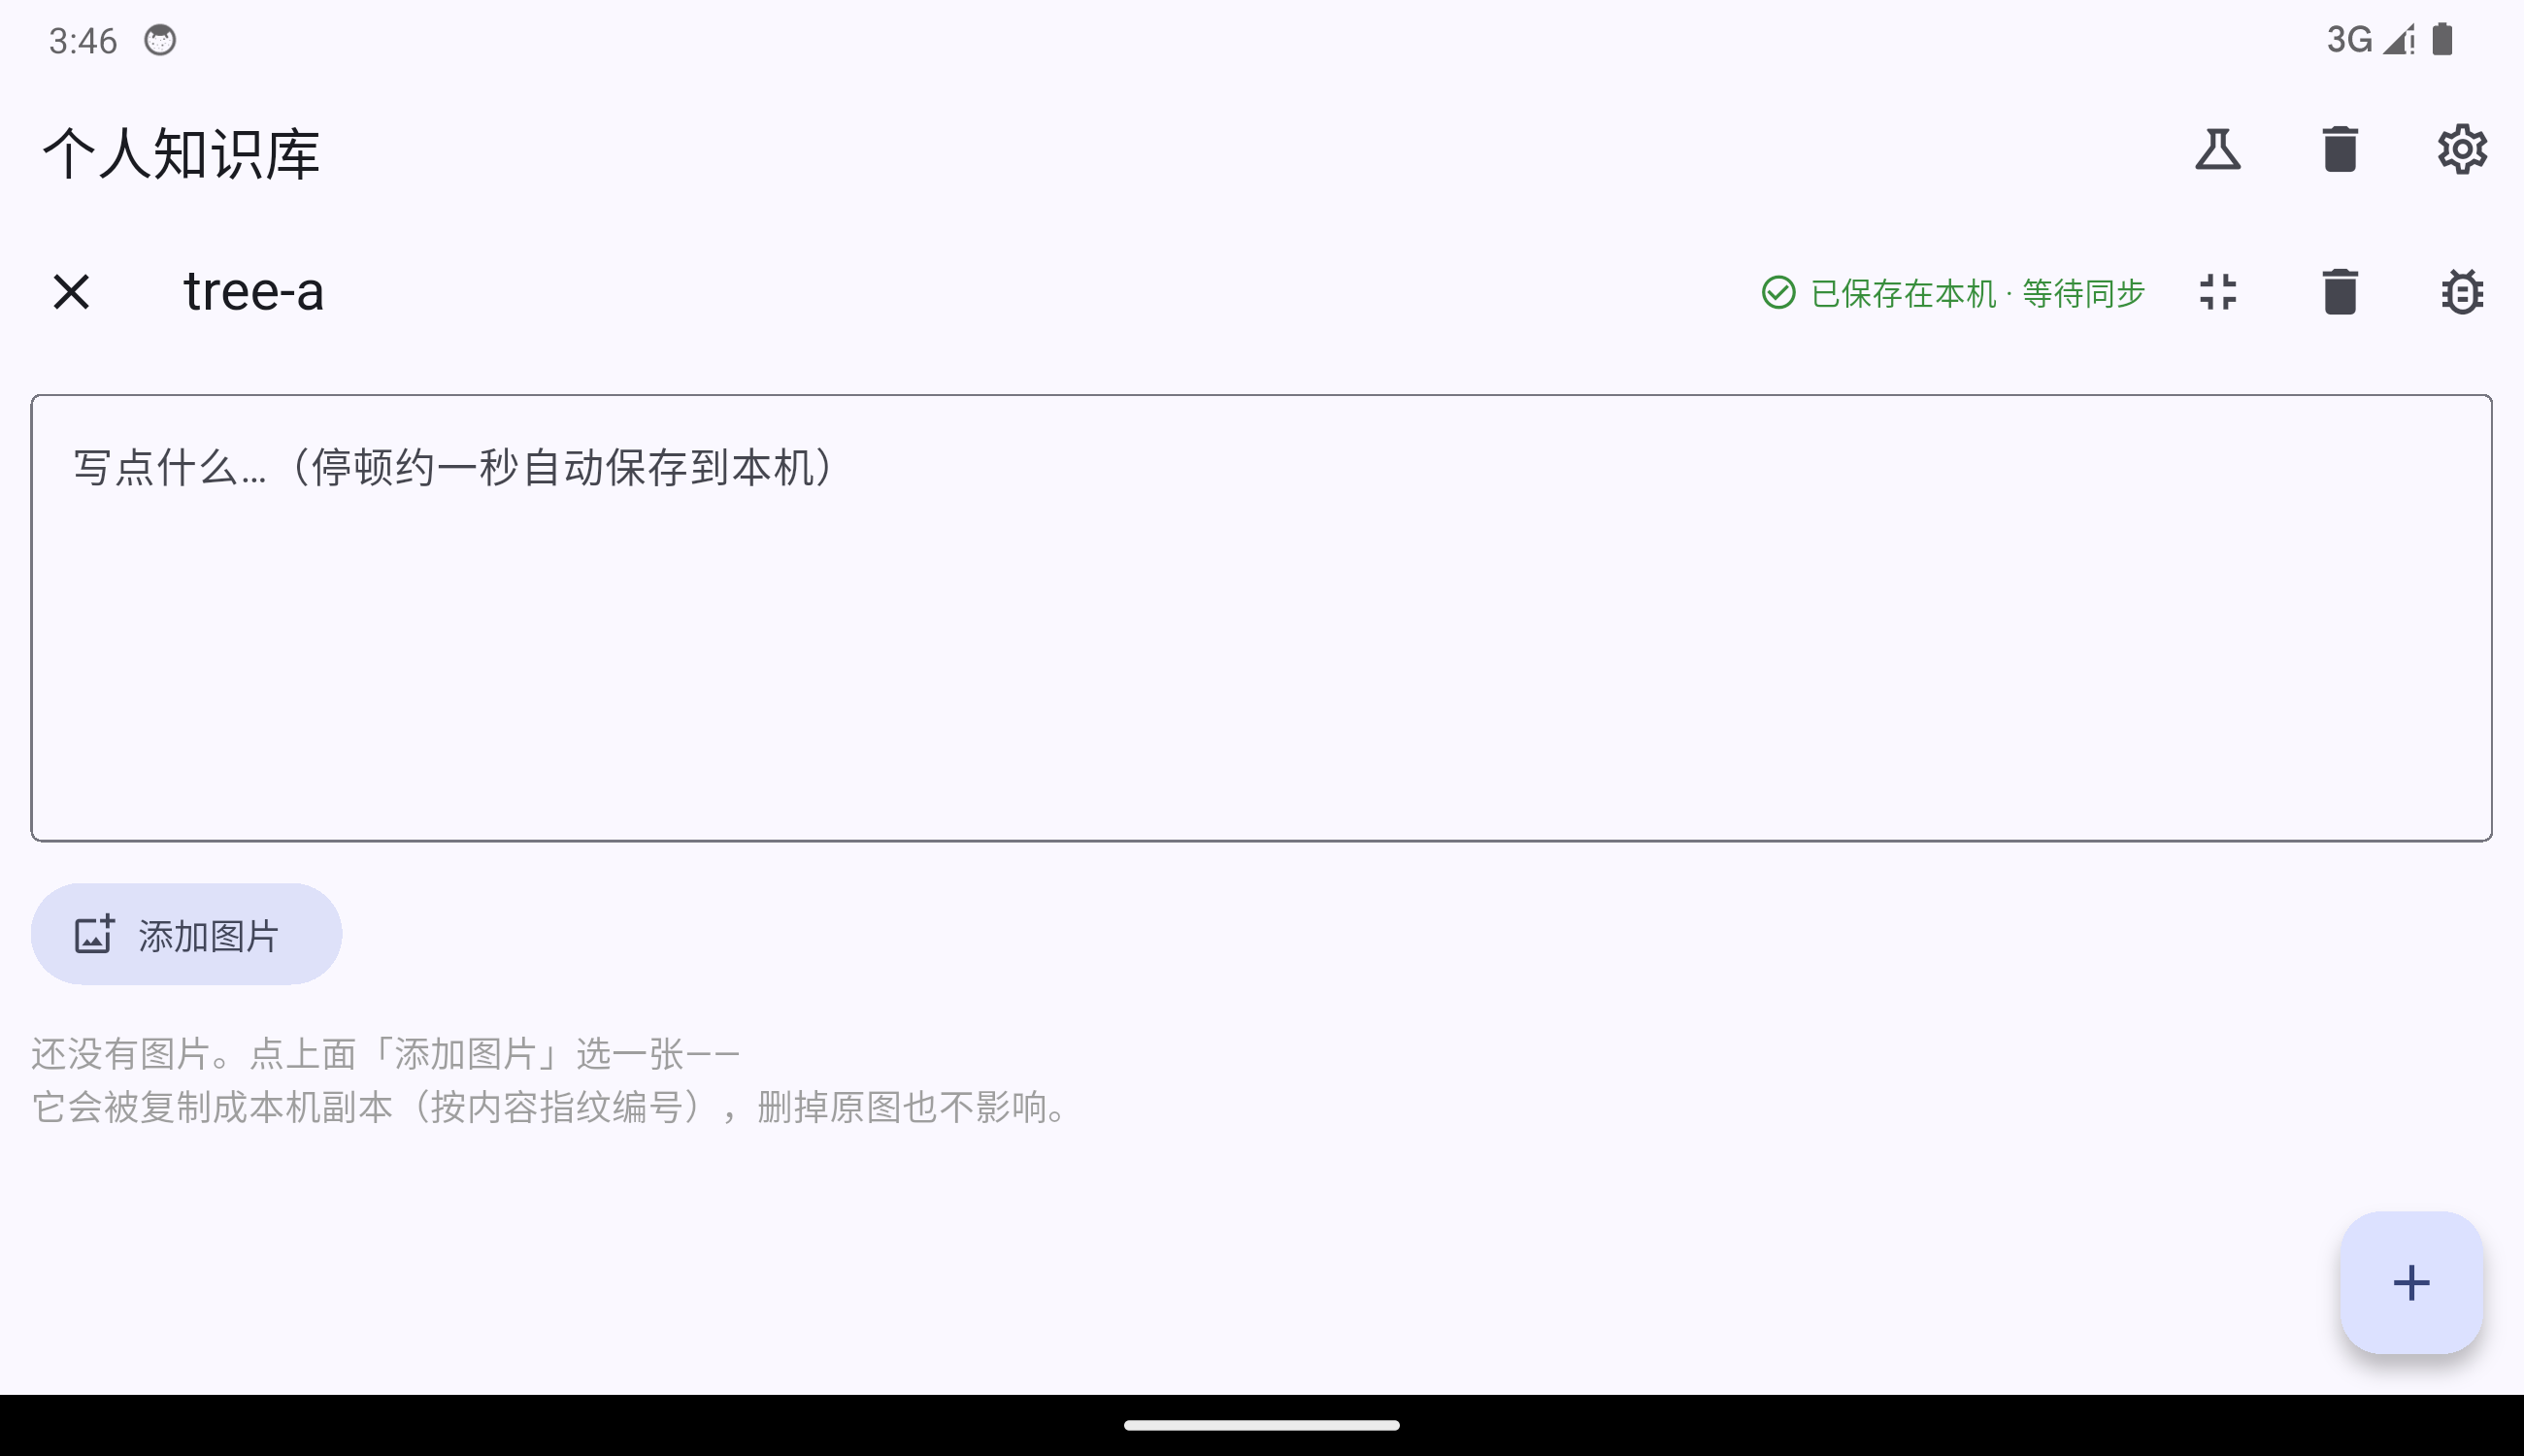 3:46
3G
个人知识库
tree-a
已保存在本机 · 等待同步
写点什么…（停顿约一秒自动保存到本机）
添加图片
还没有图片。点上面「添加图片」选一张——
它会被复制成本机副本（按内容指纹编号），删掉原图也不影响。